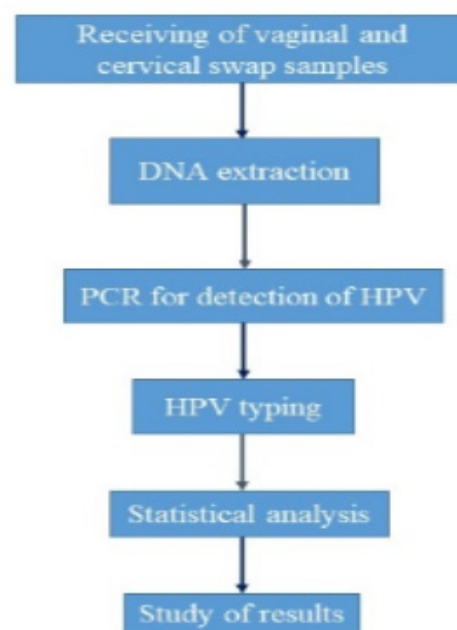 Receiving of vaginal and
cervical swap samples
DNA extraction
PCR for detection of HPV
HPV typing
Statistical analysis
Study of results